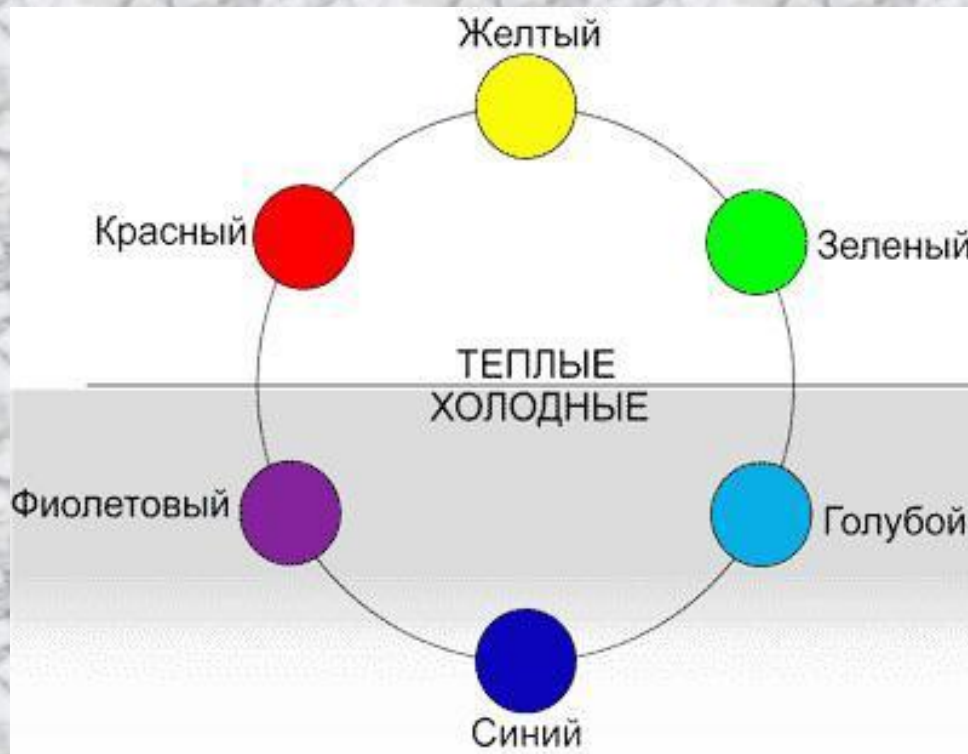 Желтый
Красный
Зеленый
ТЕПЛЫЕ
ХОЛОДНЫЕ
Фиолетовый
Голубой
Синий